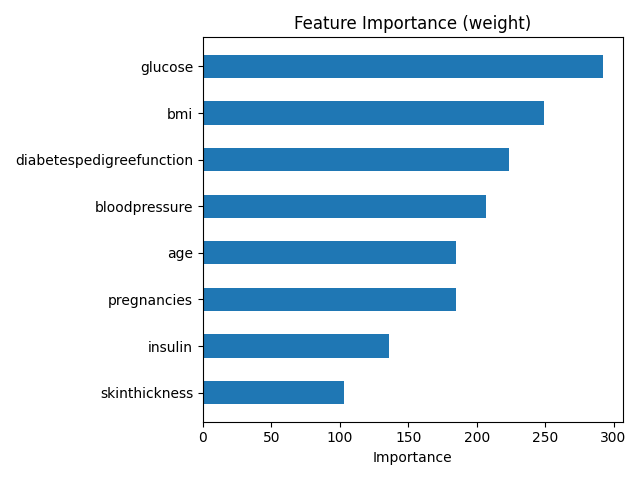 Feature Importance (weight)
glucose
bmi
diabetespedigreefunction
bloodpressure
age
pregnancies
insulin
skinthickness
0 50 100 150 200 250 300
Importance